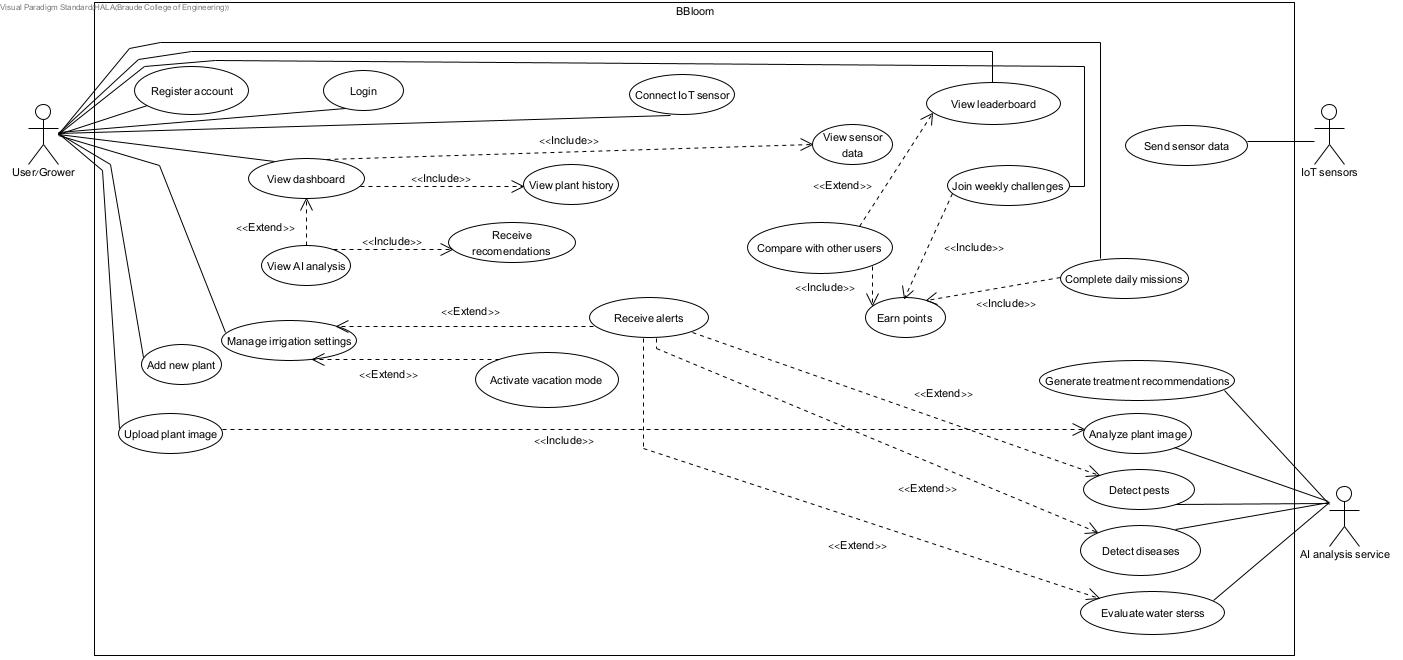 Visual Paradigm Standard(HALA(Braude College of Engineering))
BBloom
Register account
Login
Connect IoT sensor
View leaderboard
User/Grower
<<Include>>
View sensor
data
Send sensor data
IoT sensors
View dashboard
<<Include>>
View plant history
<<Extend>>
Join weekly challenges
<<Extend>>
Receive
recomendations
<<Include>>
View AI analysis
Compare with other users
<<Include>>
Complete daily missions
<<Include>>
<<Include>>
<<Extend>>
Receive alerts
Earn points
Manage irrigation settings
Add new plant
<<Extend>>
Activate vacation mode
Generate treatment recommendations
<<Extend>>
Upload plant image
<<Include>>
Analyze plant image
<<Extend>>
Detect pests
<<Extend>>
Detect diseases
AI analysis service
Evaluate water sterss